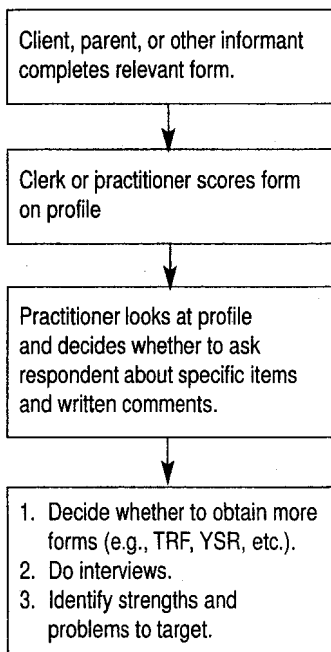 Client, parent, or other informant
completes relevant form.
Clerk or practitioner scores form
on profile
Practitioner looks at profile
and decides whether to ask
respondent about specific items
and written comments.
1. Decide whether to obtain more
forms (e.g., TRF, YSR, etc.).
2. Do interviews.
3. Identify strengths and
problems to target.